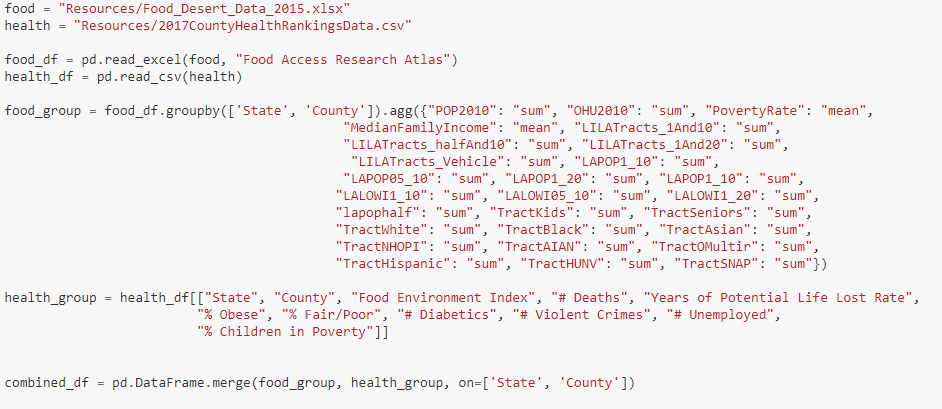 food = "Resources/Food_Desert_Data_2015.xlsx"
health = "Resources/2017CountyHealthRankingsData.csv"
food_df = pd.read_excel(food, "Food Access Research Atlas")
health_df = pd.read_csv(health)
food_group = food_df.groupby(['State', 'County']).agg({"POP2010": "sum", "OHU2010": "sum", "PovertyRate": "mean",
"MedianFamilyIncome": "mean", "LILATracts_1And10": "sum",
"LILATracts_halfAnd10": "sum", "LILATracts_1And20": "sum",
"LILATracts_Vehicle": "sum", "LAPOP1_10": "sum",
"LAPOP05_10": "sum", "LAPOP1_20": "sum", "LAPOP1_10": "sum",
"LALOWI1_10": "sum", "LALOWI05_10": "sum", "LALOWI1_20": "sum",
"lapophalf": "sum", "TractKids": "sum", "TractSeniors": "sum",
"TractWhite": "sum", "TractBlack": "sum", "TractAsian": "sum",
"TractNHOPI": "sum", "TractAIAN": "sum", "TractOMultir": "sum",
"TractHispanic": "sum", "TractHUNV": "sum", "TractSNAP": "sum"})
health_group = health_df[["State", "County", "Food Environment Index", "# Deaths", "Years of Potential Life Lost Rate",
"% Obese", "% Fair/Poor", "# Diabetics", "# Violent Crimes", "# Unemployed",
"% Children in Poverty"]]
combined_df = pd.DataFrame.merge(food_group, health_group, on=['State', 'County'])